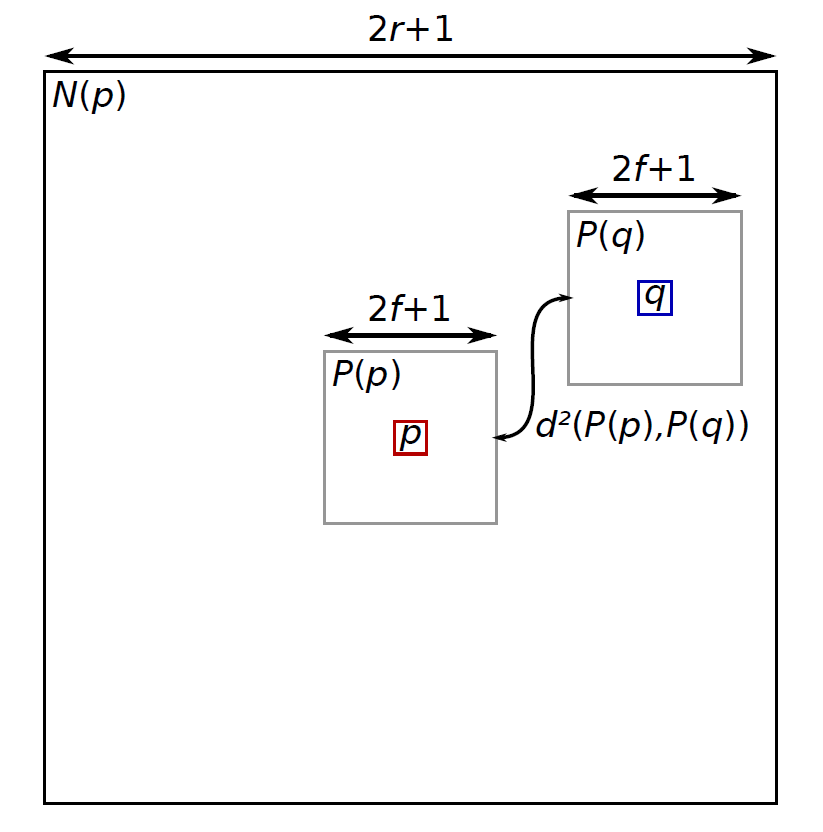 2r+1
N(p)
2f+1
P(q)
q
2f+1
P(p)
p
d²(P(p),P(q))